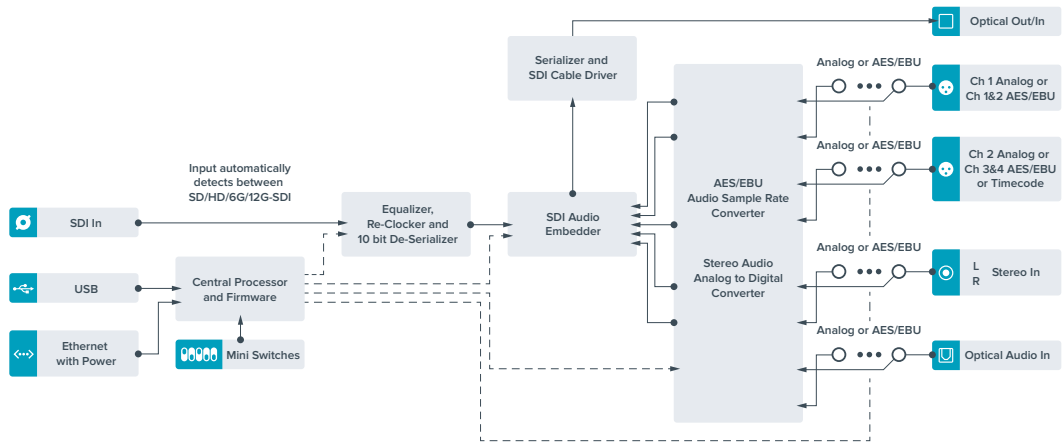 Optical Out/In
Serializer and
SDI Cable Driver
Analog or AES/EBU
Ch 1 Analog or
Ch 1&2 AES/EBU
Analog or AES/EBU
Ch 2 Analog or
Ch 3&4 AES/EBU
or Timecode
Input automatically
detects between
SD/HD/6G/12G-SDI
AES/EBU
Audio Sample Rate
Converter
SDI In
Equalizer,
Re-Clocker and
10 bit De-Serializer
SDI Audio
Embedder
Analog or AES/EBU
Stereo Audio
Analog to Digital
Converter
L
R
Stereo In
USB
Central Processor
and Firmware
Analog or AES/EBU
Ethernet
with Power
Mini Switches
Optical Audio In